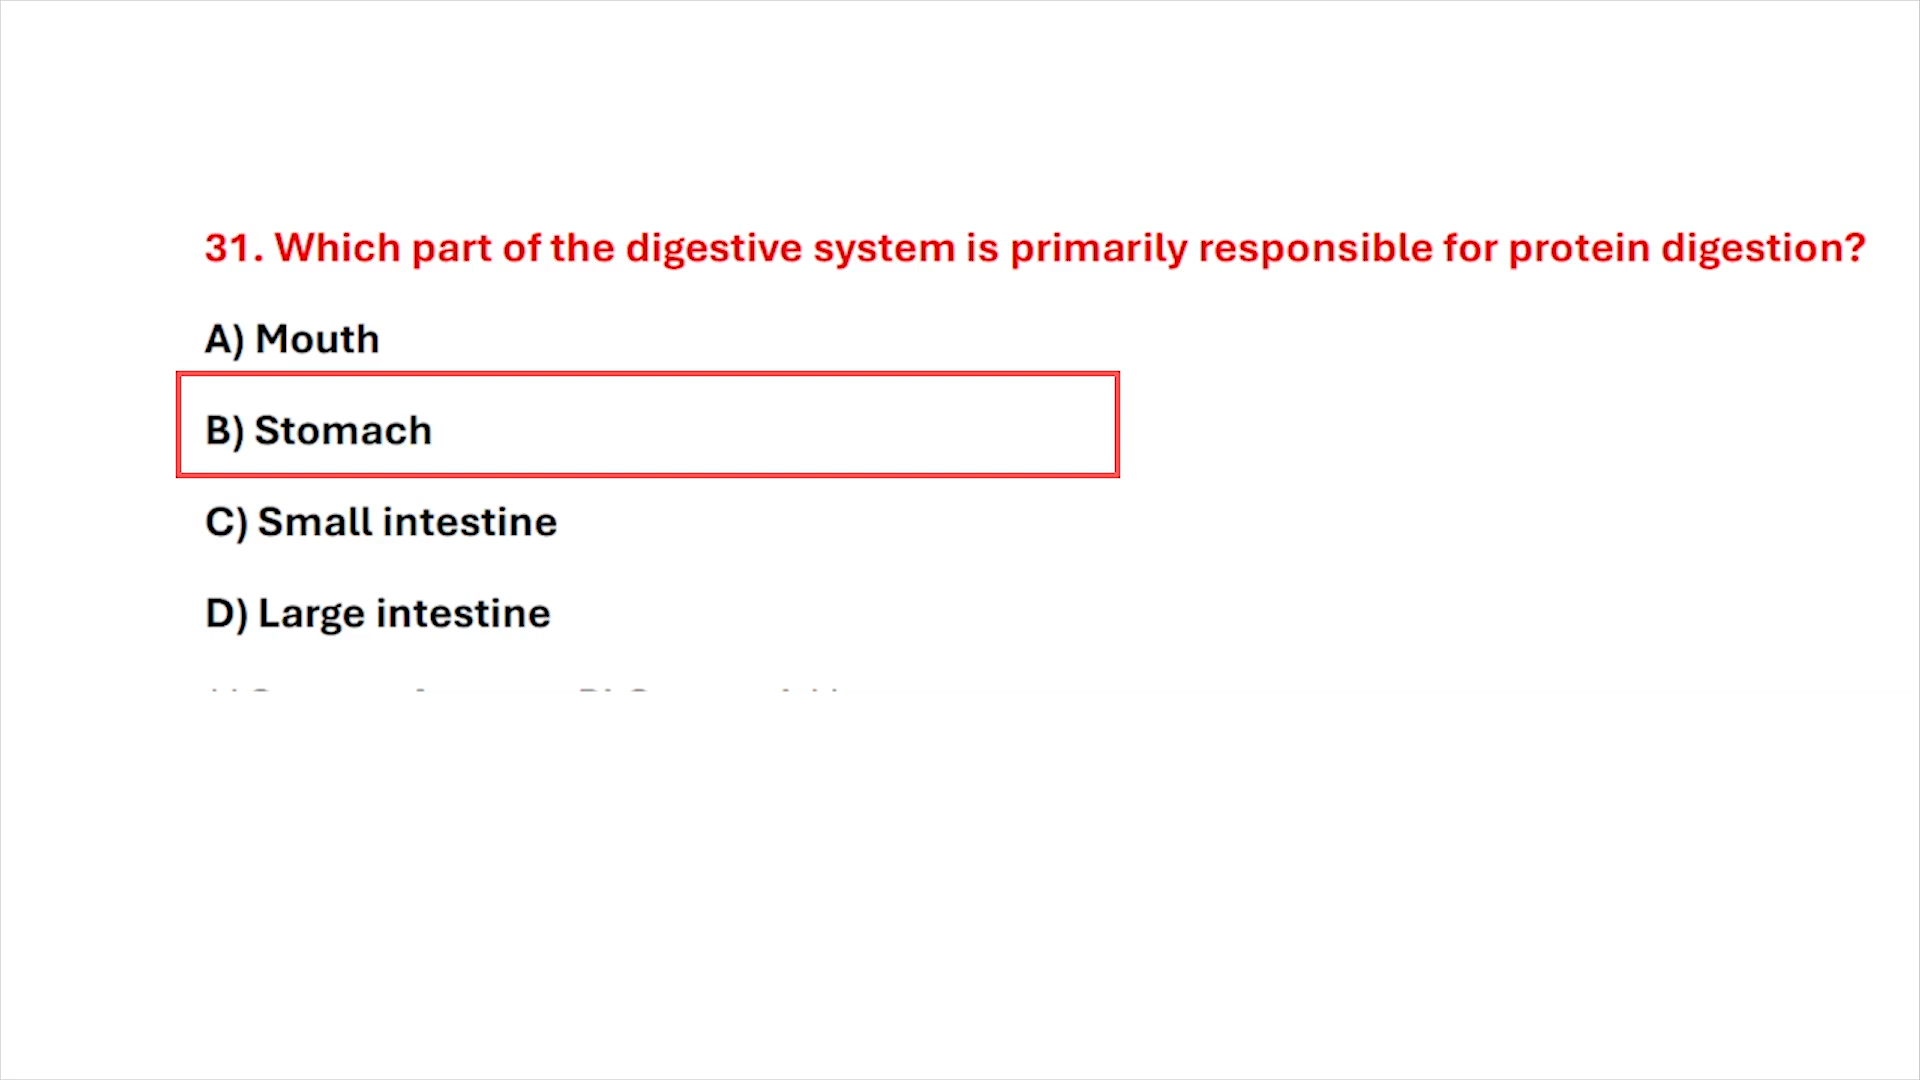 31. Which part of the digestive system is primarily responsible for protein digestion?
A) Mouth
B) Stomach
C) Small intestine
D) Large intestine